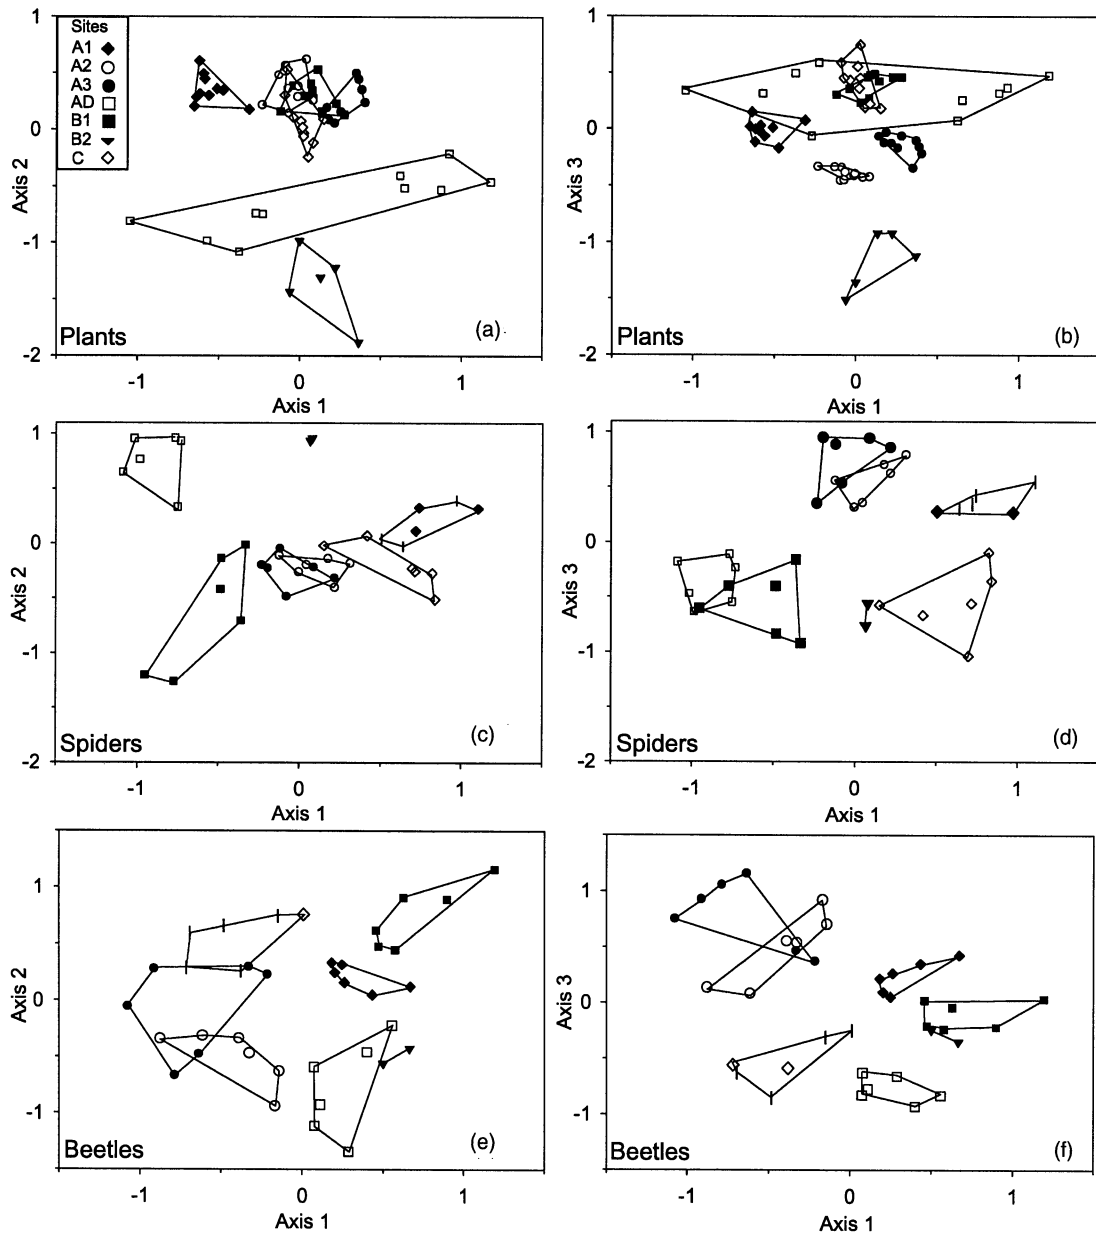 Sites
A1
A2
A3
AD
B1
B2
C
1
0
-1
-2
Axis 2
Plants
(a)
-1 0 1
Axis 1
1
0
-1
-2
Axis 3
Plants
(b)
-1 0 1
Axis 1
1
0
-1
-2
Axis 2
Spiders
(c)
-1 0 1
Axis 1
1
0
-1
-2
Axis 3
Spiders
(d)
-1 0 1
Axis 1
1
0
-1
Axis 2
Beetles
(e)
-1 0 1
Axis 1
1
0
-1
Axis 3
Beetles
(f)
-1 0 1
Axis 1